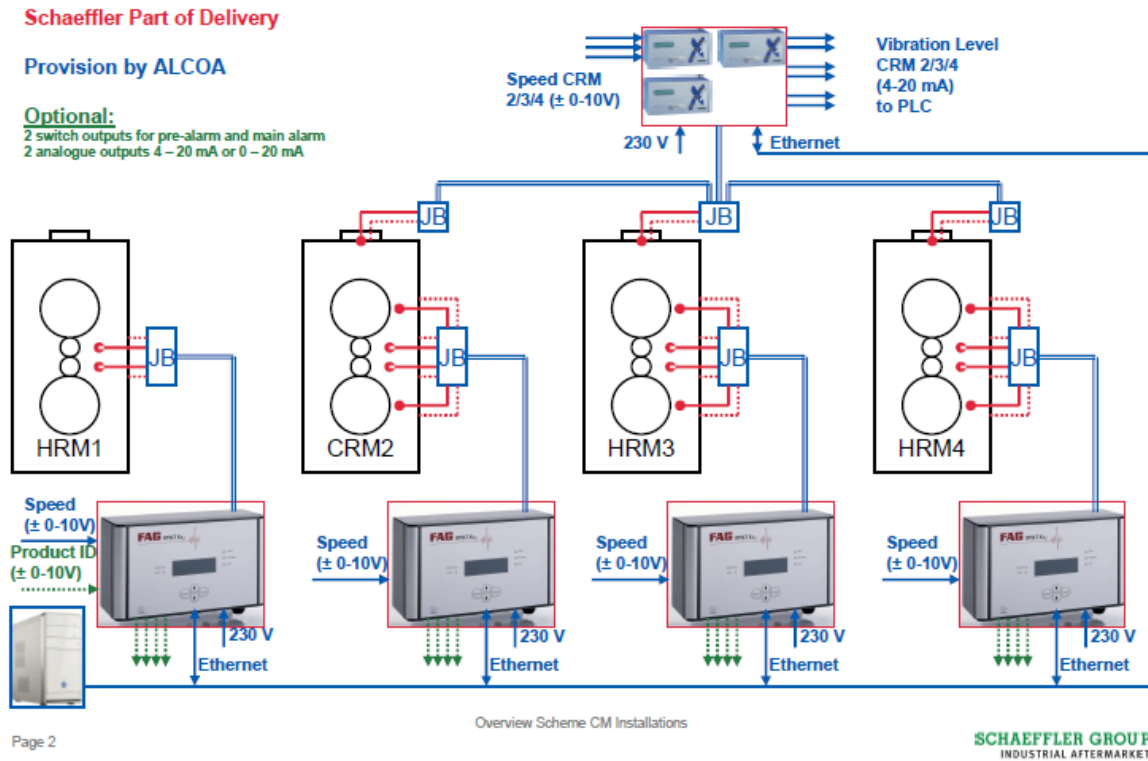 Schaeffler Part of Delivery
Provision by ALCOA
Optional:
2 switch outputs for pre-alarm and main alarm
2 analogue outputs 4 – 20 mA or 0 – 20 mA
Speed CRM
2/3/4 (± 0-10V)
Vibration Level
CRM 2/3/4
(4-20 mA)
to PLC
230 V
Ethernet
JB
JB
JB
JB
JB
JB
JB
HRM1
CRM2
HRM3
HRM4
Speed
(± 0-10V)
Product ID
(± 0-10V)
FAG
230 V
Ethernet
Speed
(± 0-10V)
FAG
230 V
Ethernet
Speed
(± 0-10V)
FAG
230 V
Ethernet
Speed
(± 0-10V)
FAG
230 V
Ethernet
Overview Scheme CM Installations
Page 2
SCHAEFFLER GROUP
INDUSTRIAL AFTERMARKET